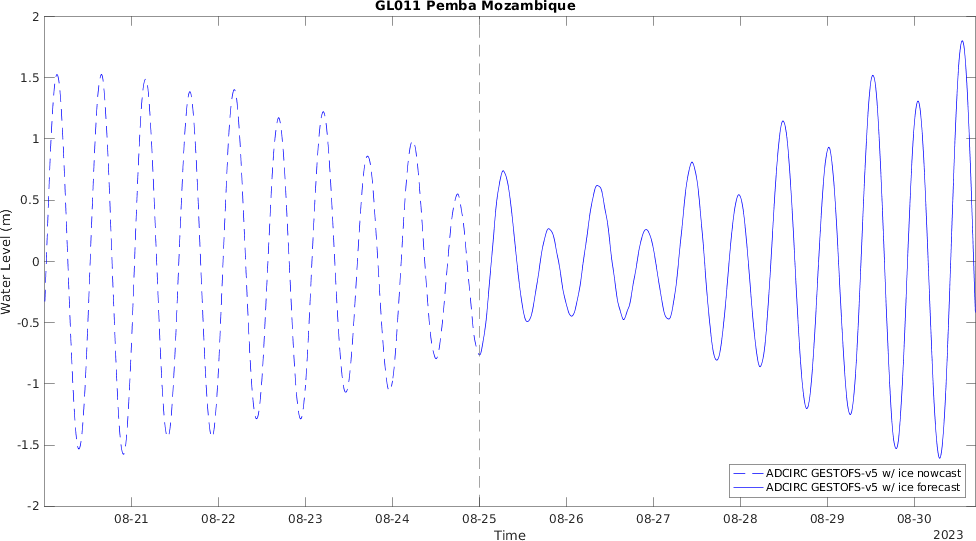 GL011 Pemba Mozambique
2
1.5
1
0.5
0
-0.5
-1
-1.5
-2
Water Level (m)
ADCIRC GESTOFS-v5 w/ ice nowcast
ADCIRC GESTOFS-v5 w/ ice forecast
08-21 08-22 08-23 08-24 08-25 08-26 08-27 08-28 08-29 08-30
Time
2023